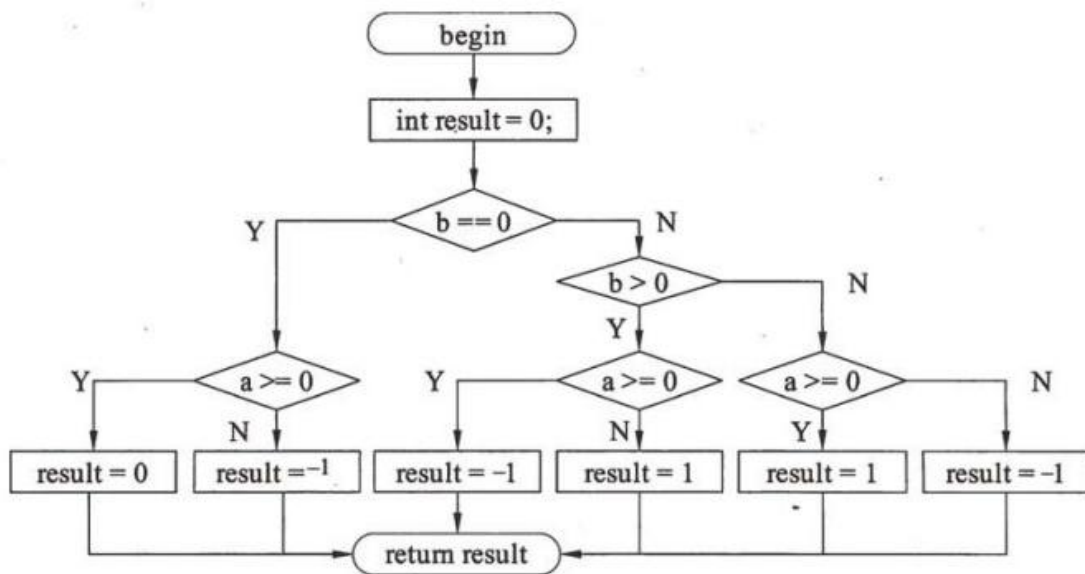 begin
int result = 0;
b == 0
Y
N
b > 0
N
Y
a >= 0
a >= 0
a >= 0
Y
N
Y
N
Y
N
result = 0
result =-1
result = -1
result = 1
result = 1
result = -1
return result